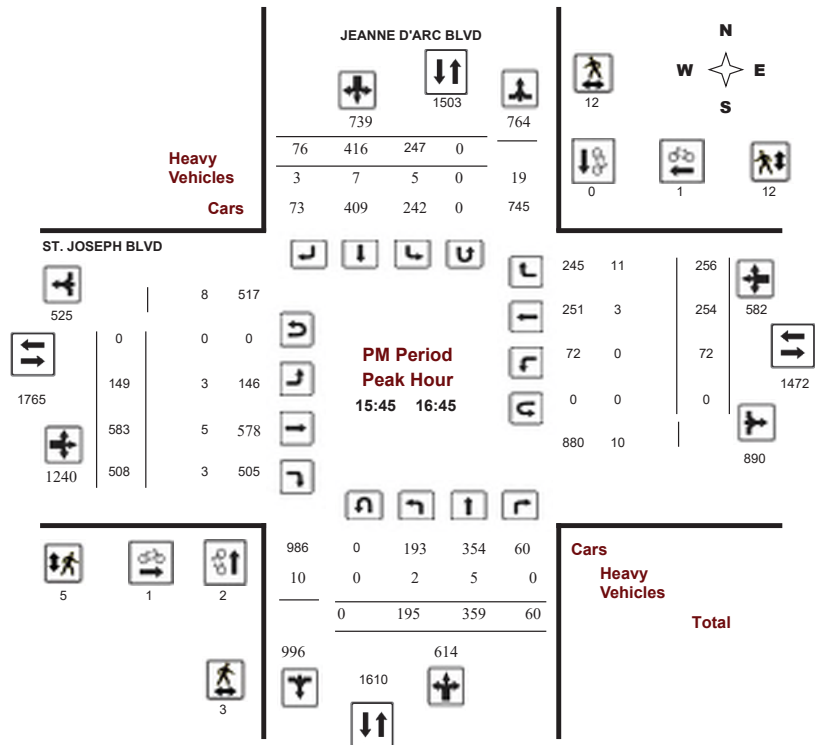 JEANNE D'ARC BLVD
N
W E
S
1503
12
739 764
76 416 247 0
Heavy
Vehicles
3 7 5 0 19
0 1 12
Cars 73 409 242 0 745
ST. JOSEPH BLVD
245 11 256
8 517
525
251 3 254 582
0 0 0
PM Period
Peak Hour
72 0 72
1472
149 3 146
1765
15:45 16:45
0 0 0
583 5 578
880 10
890
1240 508 3 505
986 0 193 354 60 Cars
10 0 2 5 0 Heavy
Vehicles
5 1 2
0 195 359 60 Total
996 614
1610
3